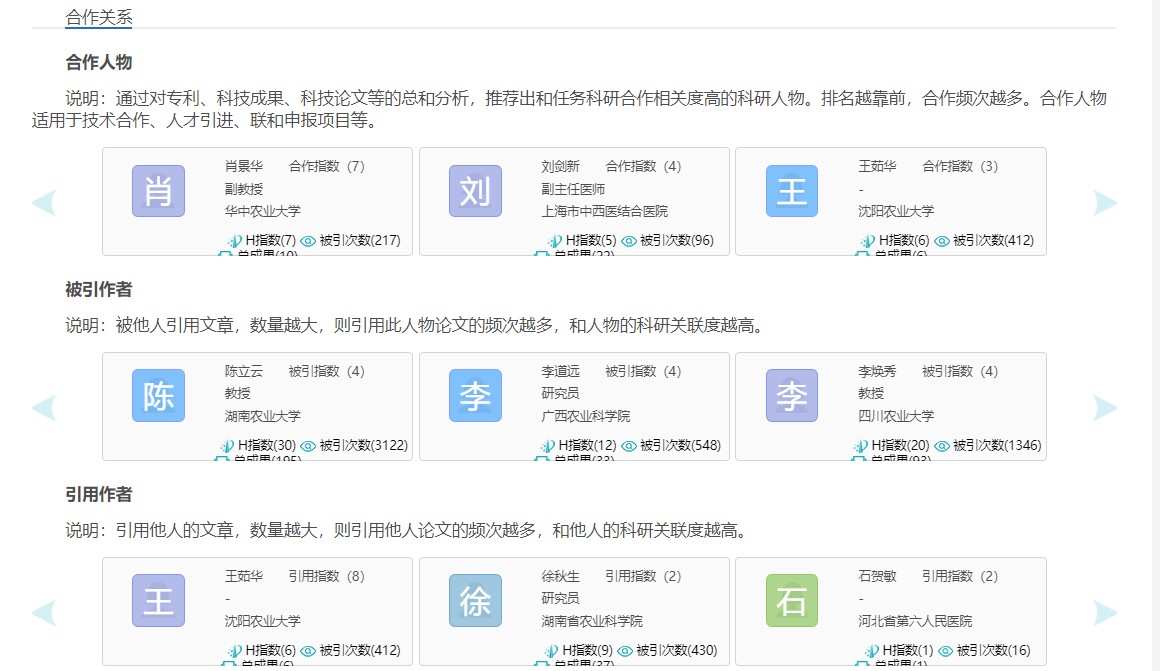 合作关系
合作人物
说明：通过对专利、科技成果、科技论文等的总和分析，推荐出和任务科研合作相关度高的科研人物。排名越靠前，合作频次越多。合作人物
适用于技术合作、人才引进、联和申报项目等。
肖
肖景华 合作指数（7）
副教授
华中农业大学
H指数(7) 被引次数(217)
刘
刘剑新 合作指数（4）
副主任医师
上海市中西医结合医院
H指数(5) 被引次数(96)
王
王茹华 合作指数（3）
-
沈阳农业大学
H指数(6) 被引次数(412)
被引作者
说明：被他人引用文章，数量越大，则引用此人物论文的频次越多，和人物的科研关联度越高。
陈
陈立云 被引指数（4）
教授
湖南农业大学
H指数(30) 被引次数(3122)
李
李道远 被引指数（4）
研究员
广西农业科学院
H指数(12) 被引次数(548)
李
李焕秀 被引指数（4）
教授
四川农业大学
H指数(20) 被引次数(1346)
引用作者
说明：引用他人的文章，数量越大，则引用他人论文的频次越多，和他人的科研关联度越高。
王
王茹华 引用指数（8）
-
沈阳农业大学
H指数(6) 被引次数(412)
徐
徐秋生 引用指数（2）
研究员
湖南省农业科学院
H指数(9) 被引次数(430)
石
石贺敏 引用指数（2）
-
河北省第六人民医院
H指数(1) 被引次数(16)